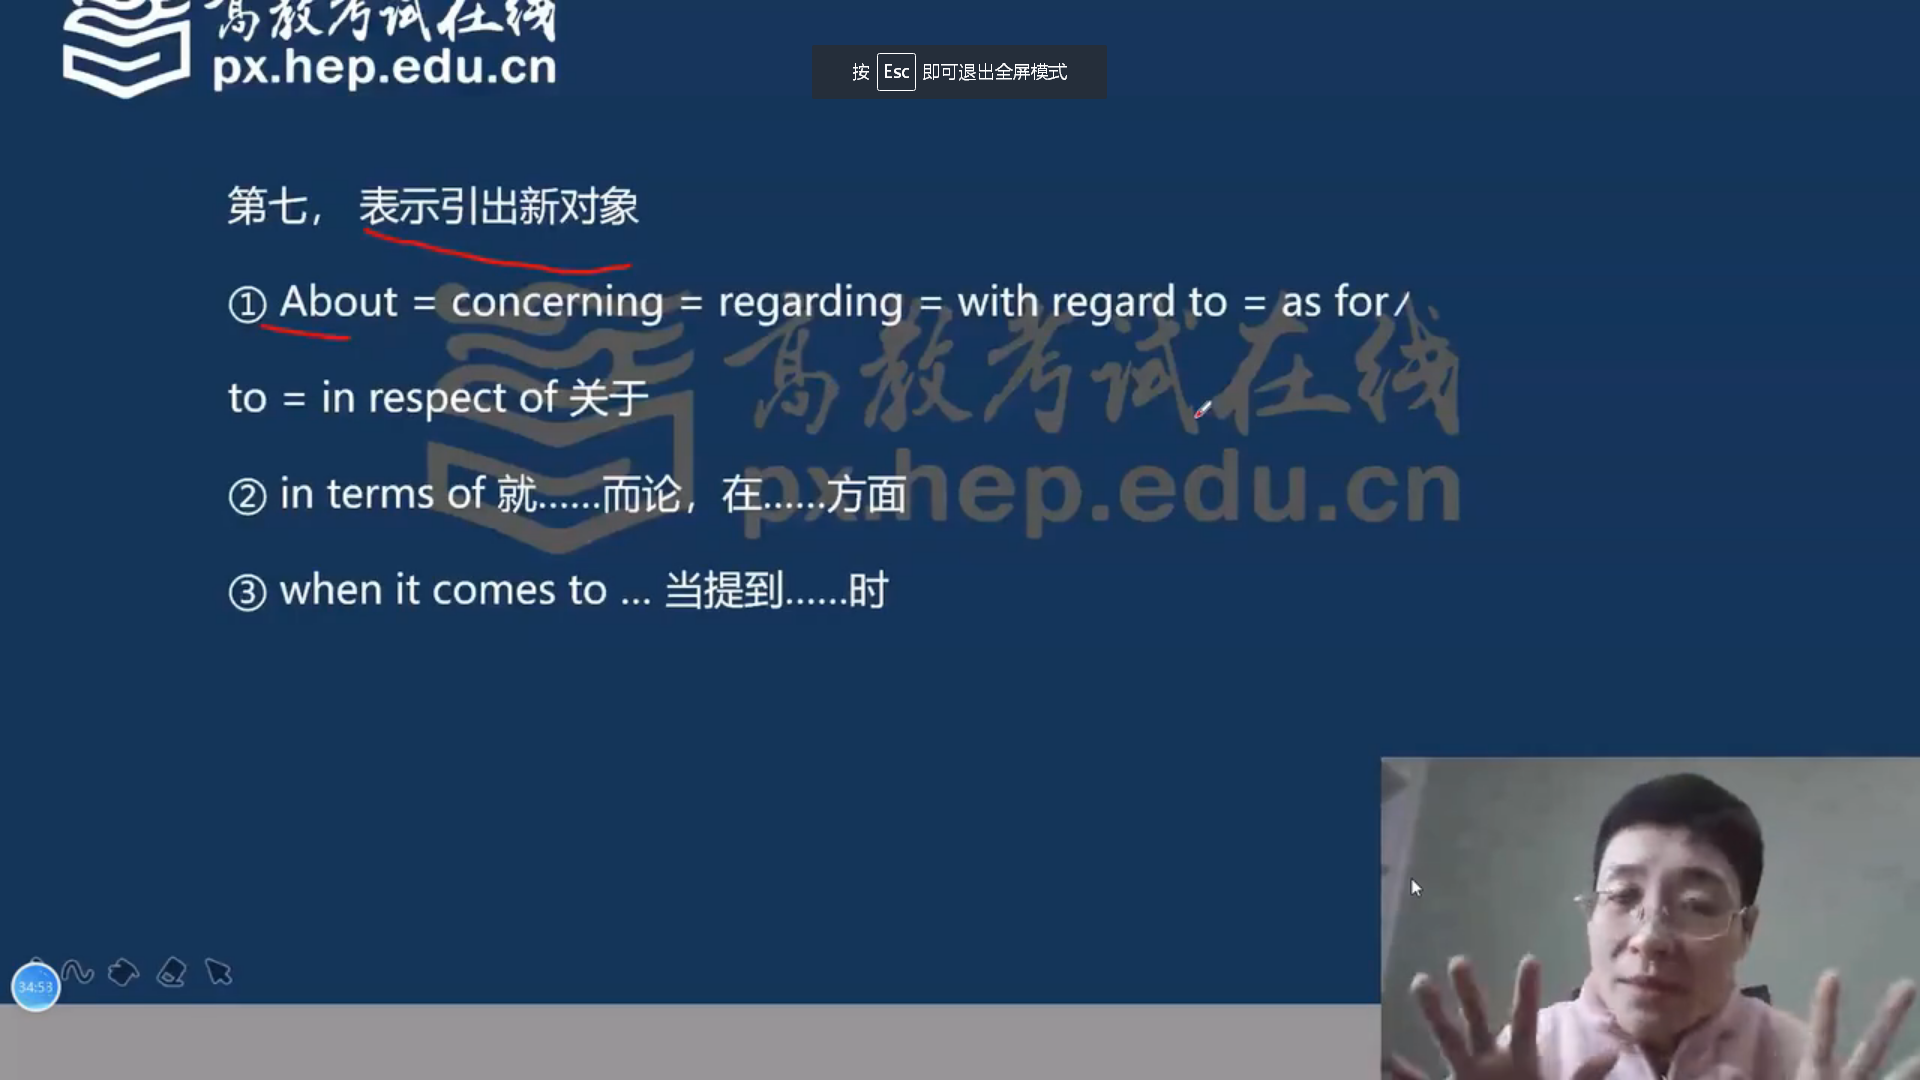 高教考试在线
px.hep.edu.cn
按 Esc 即可退出全屏模式
第七， 表示引出新对象
① About = concerning = regarding = with regard to = as for/
to = in respect of 关于
② in terms of 就……而论，在……方面
③ when it comes to ... 当提到……时
高教考试在线
px.hep.edu.cn
34:53